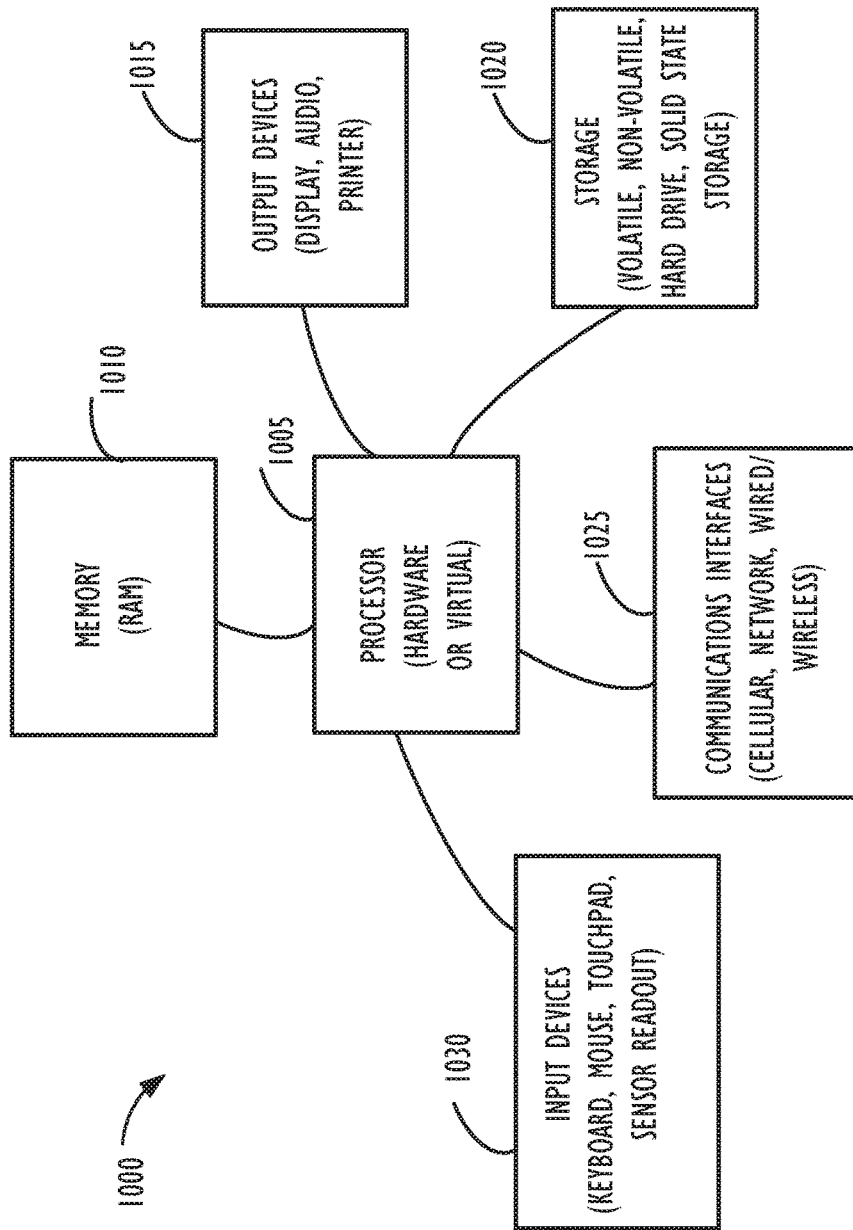 1000
MEMORY
(RAM)
1010
OUTPUT DEVICES
(DISPLAY, AUDIO,
PRINTER)
1015
PROCESSOR
(HARDWARE
OR VIRTUAL)
1005
INPUT DEVICES
(KEYBOARD, MOUSE, TOUCHPAD,
SENSOR READOUT)
1030
COMMUNICATIONS INTERFACES
(CELLULAR, NETWORK, WIRED/
WIRELESS)
1025
STORAGE
(VOLATILE, NON-VOLATILE,
HARD DRIVE, SOLID STATE
STORAGE)
1020